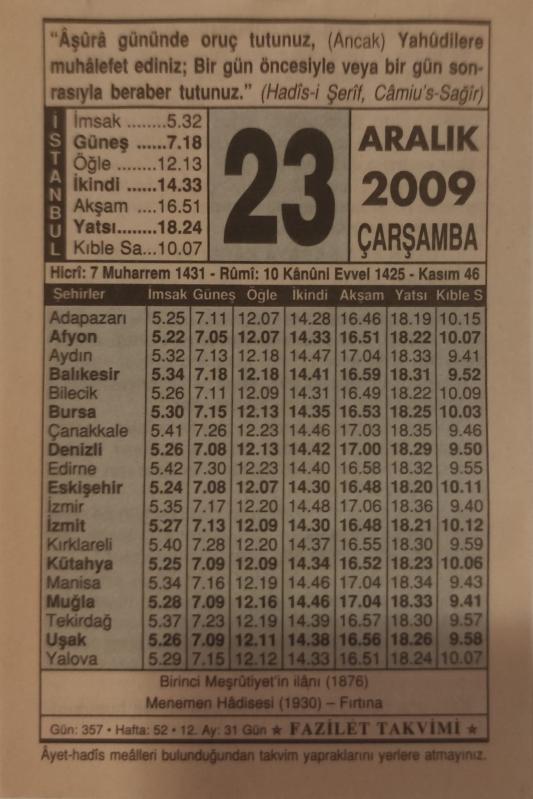 “Âşûrâ gününde oruç tutunuz, (Ancak) Yahûdilere
muhâlefet ediniz; Bir gün öncesiyle veya bir gün son-
rasıyla beraber tutunuz.” (Hadîs-i Şerîf, Câmiu's-Sağîr)
İSTANBUL
İmsak ........5.32
Güneş ......7.18
Öğle ........12.13
İkindi ......14.33
Akşam ....16.51
Yatsı.......18.24
Kıble Sa...10.07
23
ARALIK
2009
ÇARŞAMBA
Hicrî: 7 Muharrem 1431 - Rûmî: 10 Kânûni Evvel 1425 - Kasım 46
Şehirler İmsak Güneş Öğle İkindi Akşam Yatsı Kıble S
Adapazarı 5.25 7.11 12.07 14.28 16.46 18.19 10.15
Afyon 5.22 7.05 12.07 14.33 16.51 18.22 10.07
Aydın 5.32 7.13 12.18 14.47 17.04 18.33 9.41
Balıkesir 5.34 7.18 12.18 14.41 16.59 18.31 9.52
Bilecik 5.26 7.11 12.09 14.31 16.49 18.22 10.09
Bursa 5.30 7.15 12.13 14.35 16.53 18.25 10.03
Çanakkale 5.41 7.26 12.23 14.46 17.03 18.35 9.46
Denizli 5.26 7.08 12.13 14.42 17.00 18.29 9.50
Edirne 5.42 7.30 12.23 14.40 16.58 18.32 9.55
Eskişehir 5.24 7.08 12.07 14.30 16.48 18.20 10.11
İzmir 5.35 7.17 12.20 14.48 17.06 18.36 9.40
İzmit 5.27 7.13 12.09 14.30 16.48 18.21 10.12
Kırklareli 5.40 7.28 12.20 14.37 16.55 18.30 9.59
Kütahya 5.25 7.09 12.09 14.34 16.52 18.23 10.06
Manisa 5.34 7.16 12.19 14.46 17.04 18.34 9.43
Muğla 5.28 7.09 12.16 14.46 17.04 18.33 9.41
Tekirdağ 5.37 7.23 12.19 14.39 16.57 18.30 9.57
Uşak 5.26 7.09 12.11 14.38 16.56 18.26 9.58
Yalova 5.29 7.15 12.12 14.33 16.51 18.24 10.07
Birinci Meşrûtiyet'in ilânı (1876)
Menemen Hâdisesi (1930) – Fırtına
Gün: 357 • Hafta: 52 • 12. Ay: 31 Gün ★ FAZİLET TAKVİMİ ★
Âyet-hadîs meâlleri bulunduğundan takvim yapraklarını yerlere atmayınız.